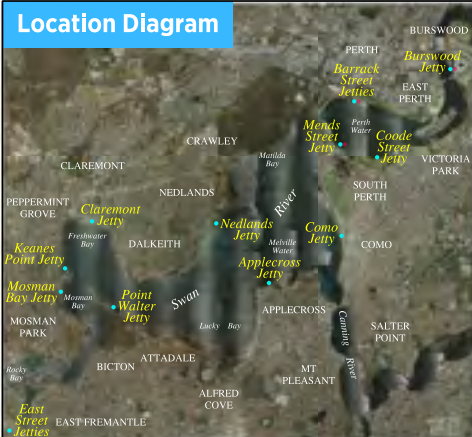 Location Diagram
BURSWOOD
PERTH
Burswood
Jetty
Barrack
Street
Jetties
EAST
PERTH
Mends
Street
Jetty
Perth
Water
Coode
Street
Jetty
CRAWLEY
Matilda
Bay
VICTORIA
PARK
CLAREMONT
NEDLANDS
SOUTH
PERTH
PEPPERMINT
GROVE
Claremont
Jetty
River
Nedlands
Jetty
Como
Jetty
Freshwater
Bay
DALKEITH
Melville
Water
COMO
Keanes
Point Jetty
Applecross
Jetty
Mosman
Bay Jetty
Mosman
Bay
Point
Walter
Jetty
Swan
APPLECROSS
MOSMAN
PARK
Lucky Bay
Canning
River
SALTER
POINT
ATTADALE
BICTON
Rocky
Bay
MT
PLEASANT
ALFRED
COVE
East
Street
Jetties
EAST FREMANTLE